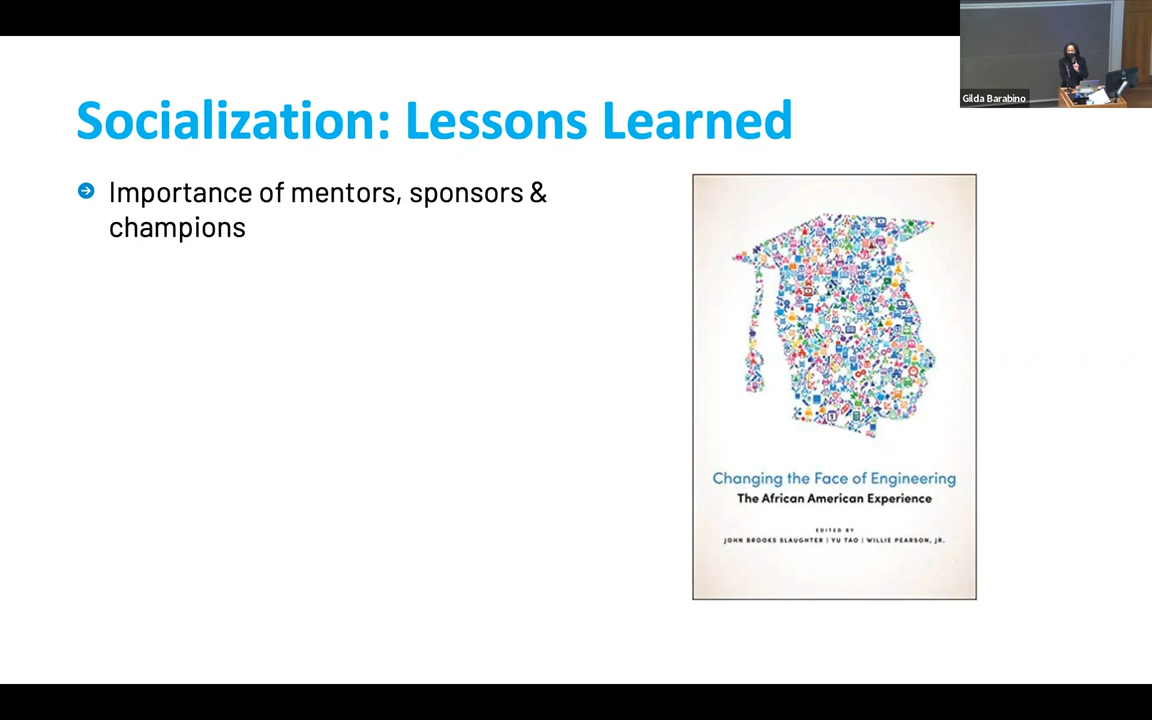 Gilda Barabino
Socialization: Lessons Learned
Importance of mentors, sponsors &
champions
Changing the Face of Engineering
The African American Experience
EDITED BY
JOHN BROOKS SLAUGHTER | YU TAO | WILLIE PEARSON, JR.